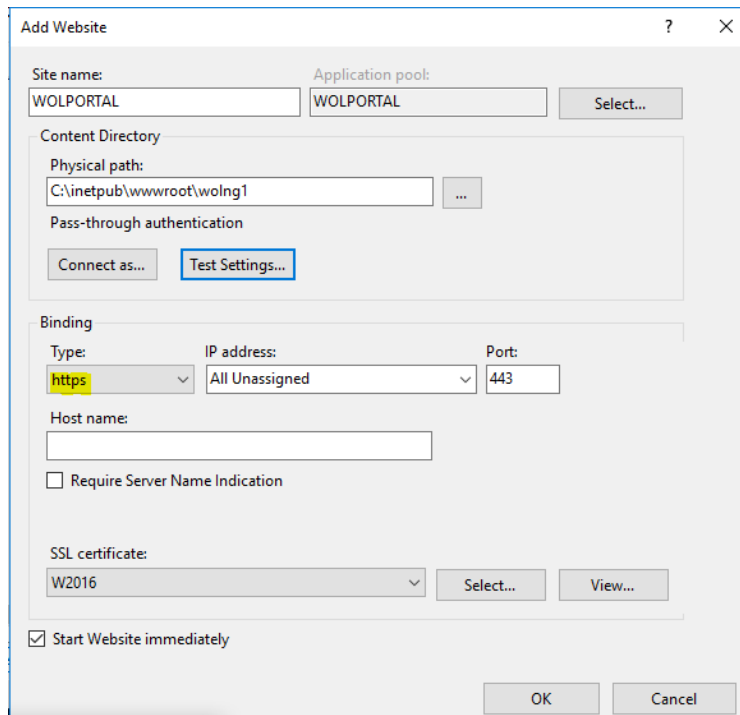 Add Website
?
Site name:
Application pool:
WOLPORTAL
WOLPORTAL
Select...
Content Directory
Physical path:
C:\inetpub\wwwroot\wolng1
...
Pass-through authentication
Connect as...
Test Settings...
Binding
Type:
IP address:
Port:
https
All Unassigned
443
Host name:
Require Server Name Indication
SSL certificate:
W2016
Select...
View...
Start Website immediately
OK
Cancel